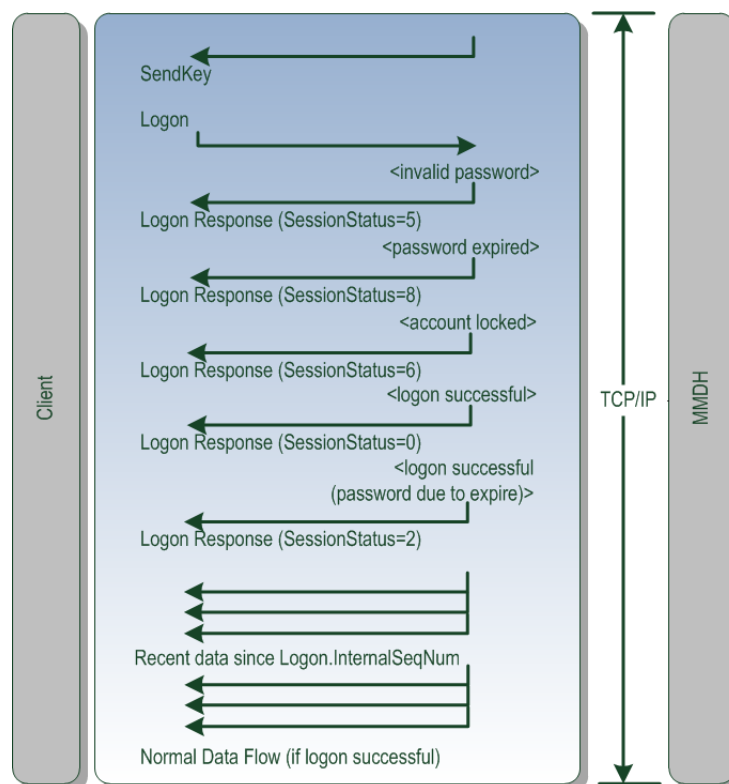 SendKey
Logon
<invalid password>
Logon Response (SessionStatus=5)
<password expired>
Logon Response (SessionStatus=8)
<account locked>
Logon Response (SessionStatus=6)
<logon successful>
Logon Response (SessionStatus=0)
<logon successful
(password due to expire)>
Logon Response (SessionStatus=2)
Recent data since Logon.InternalSeqNum
Normal Data Flow (if logon successful)
Client
TCP/IP
MMDH